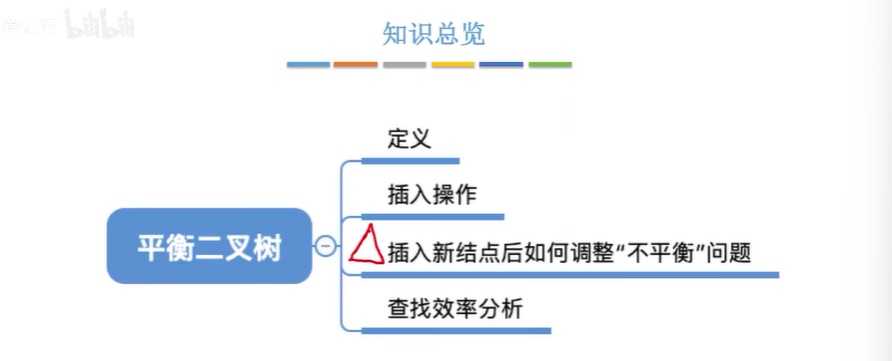 bilibili
知识总览
定义
插入操作
平衡二叉树
插入新结点后如何调整“不平衡”问题
查找效率分析